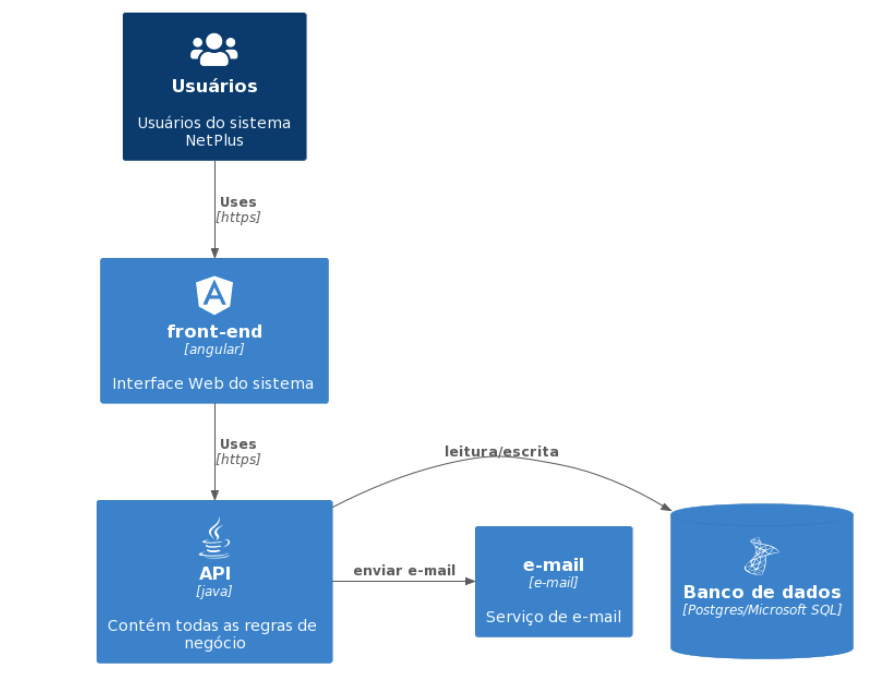 Usuários
Usuários do sistema
NetPlus
Uses
[https]
front-end
[angular]
Interface Web do sistema
Uses
[https]
leitura/escrita
API
[java]
Contém todas as regras de
negócio
enviar e-mail
e-mail
[e-mail]
Serviço de e-mail
Banco de dados
[Postgres/Microsoft SQL]